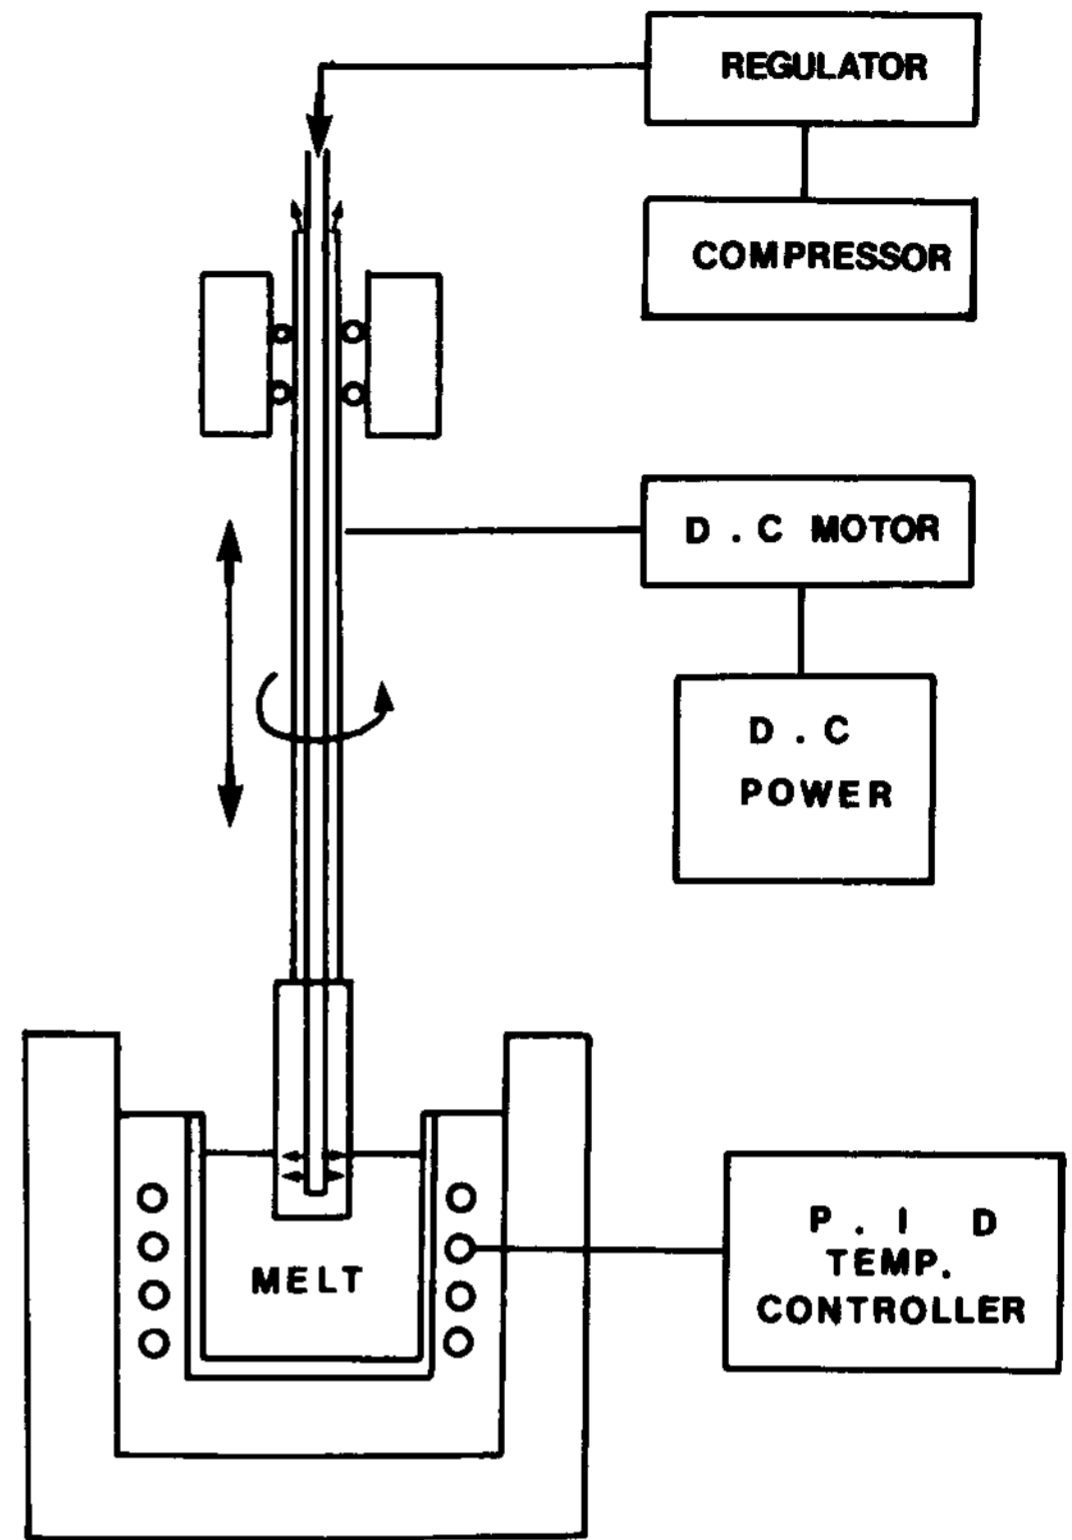 REGULATOR
COMPRESSOR
D . C MOTOR
D . C
POWER
MELT
P . I D
TEMP.
CONTROLLER